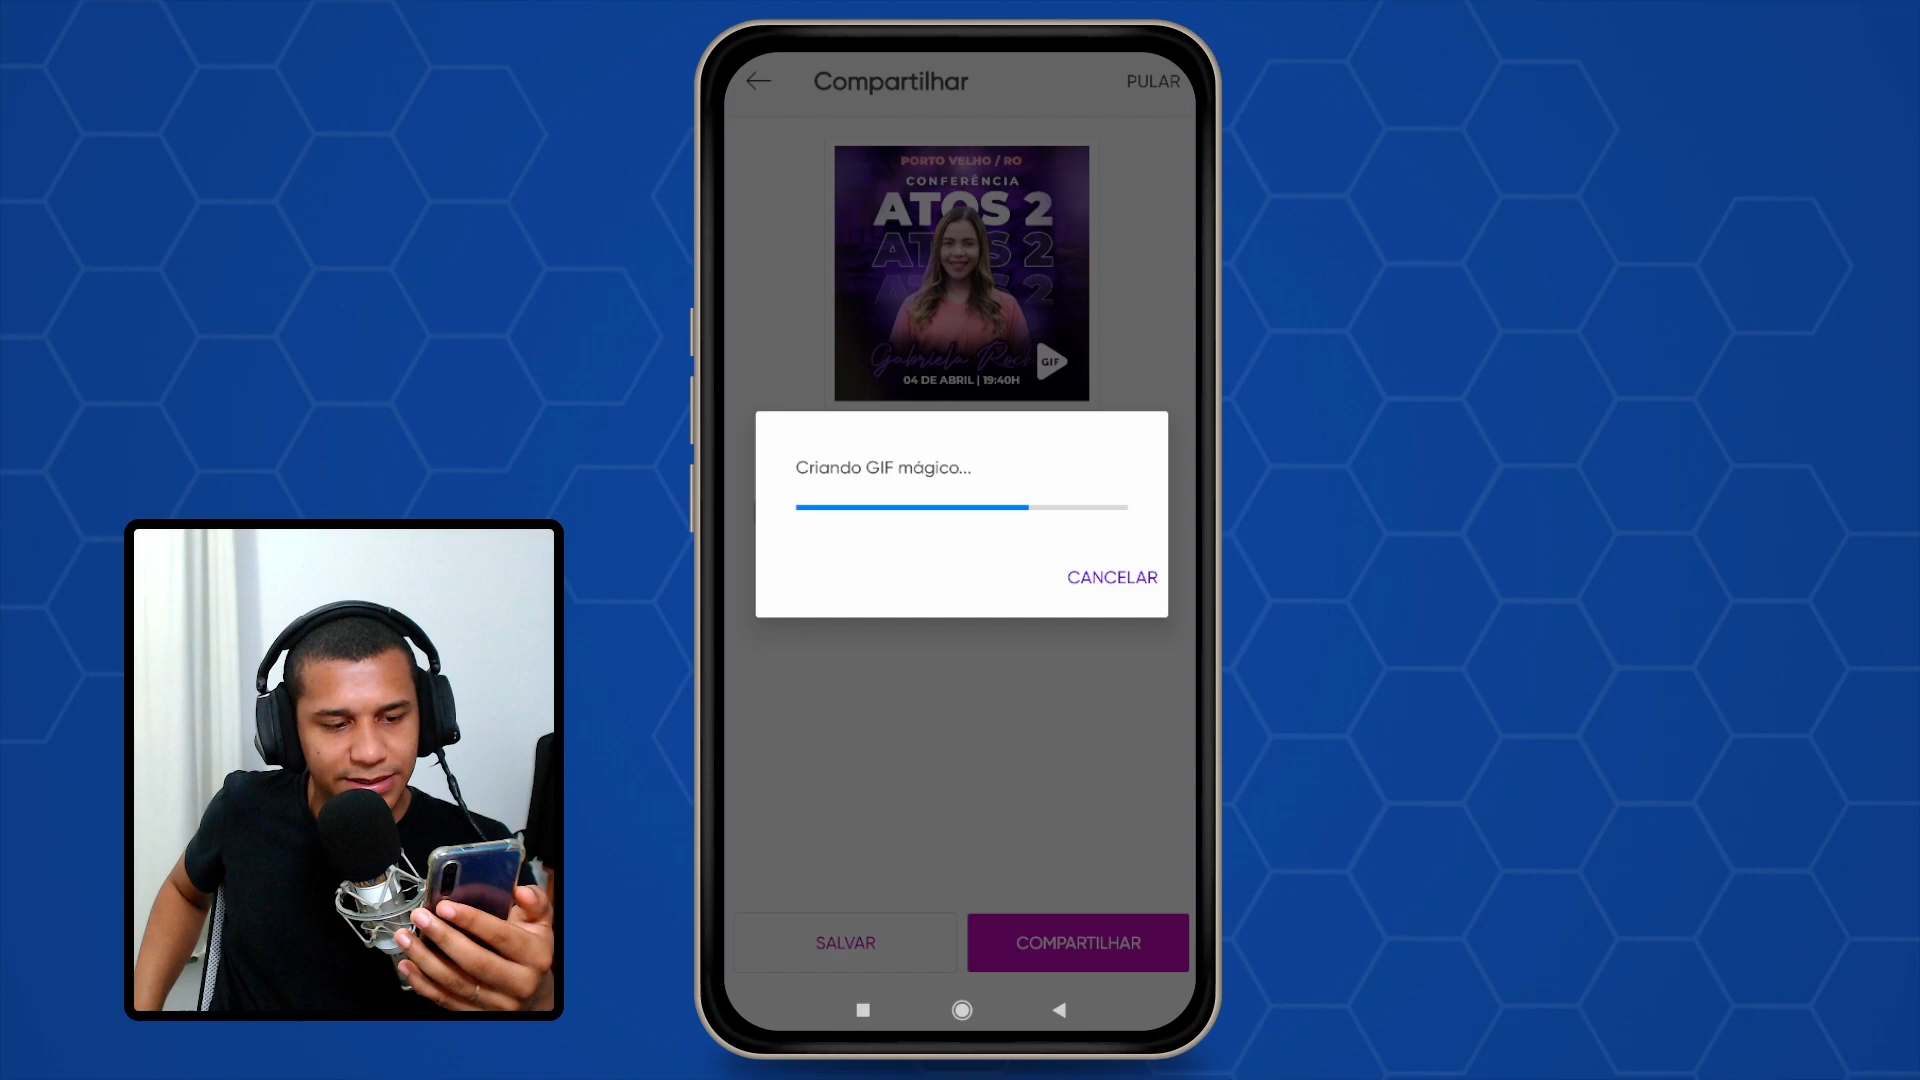 Compartilhar
PULAR
PORTO VELHO / RO
CONFERÊNCIA
ATOS 2
04 DE ABRIL | 19:40H
GIF
Criando GIF mágico...
CANCELAR
SALVAR
COMPARTILHAR